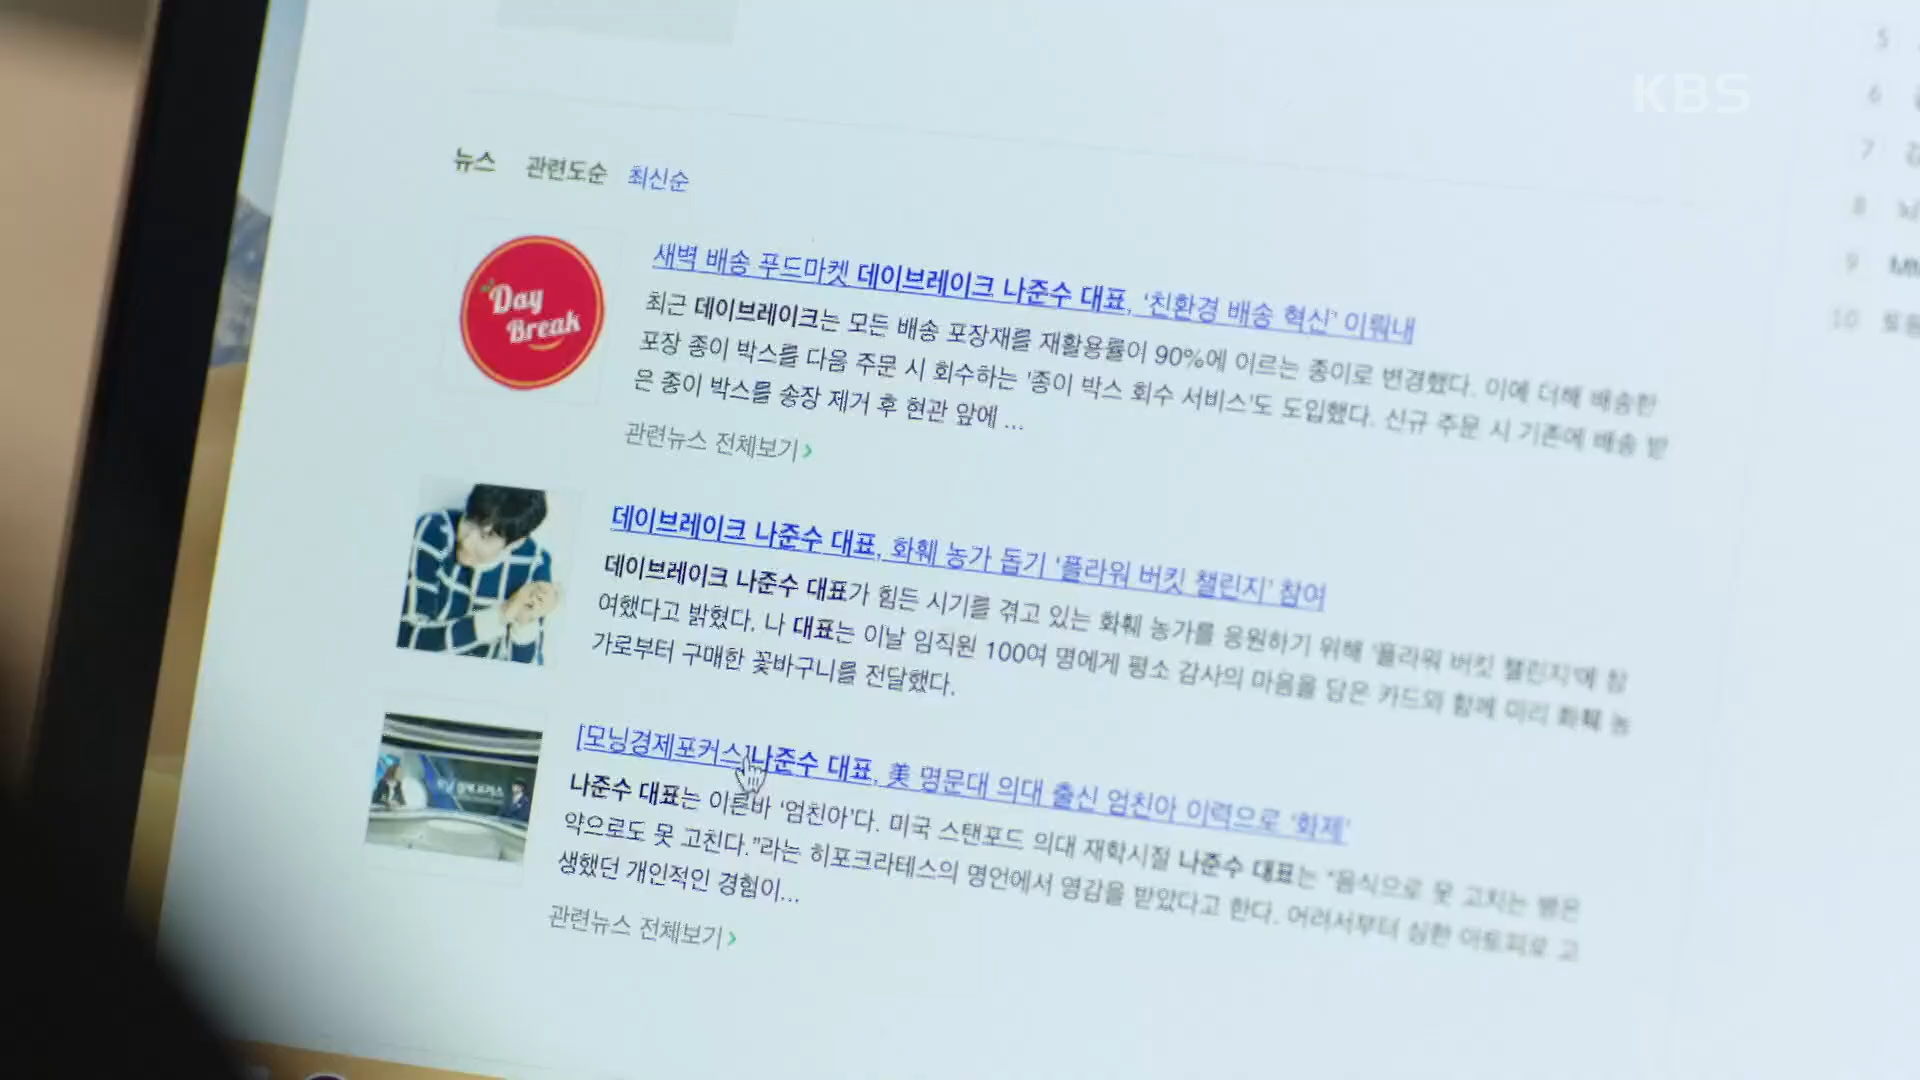 KBS
뉴스 관련도순 최신순
Day
Break
새벽 배송 푸드마켓 데이브레이크 나준수 대표, '친환경 배송 혁신' 이뤄내
최근 데이브레이크는 모든 배송 포장재를 재활용률이 90%에 이르는 종이로 변경했다. 이에 더해 배송한
포장 종이 박스를 다음 주문 시 회수하는 '종이 박스 회수 서비스'도 도입했다. 신규 주문 시 기존에 배송 받
은 종이 박스를 송장 제거 후 현관 앞에 ...
관련뉴스 전체보기 >
데이브레이크 나준수 대표, 화훼 농가 돕기 '플라워 버킷 챌린지' 참여
데이브레이크 나준수 대표가 힘든 시기를 겪고 있는 화훼 농가를 응원하기 위해 '플라워 버킷 챌린지'에 참
여했다고 밝혔다. 나 대표는 이날 임직원 100여 명에게 평소 감사의 마음을 담은 카드와 함께 미리 화훼 농
가로부터 구매한 꽃바구니를 전달했다.
[모닝경제포커스]나준수 대표, 美 명문대 의대 출신 엄친아 이력으로 '화제'
나준수 대표는 이른바 '엄친아'다. 미국 스탠포드 의대 재학시절 나준수 대표는 "음식으로 못 고치는 병은
약으로도 못 고친다."라는 히포크라테스의 명언에서 영감을 받았다고 한다. 어려서부터 심한 아토피로 고
생했던 개인적인 경험이...
관련뉴스 전체보기 >
5
6
7
8
9
10